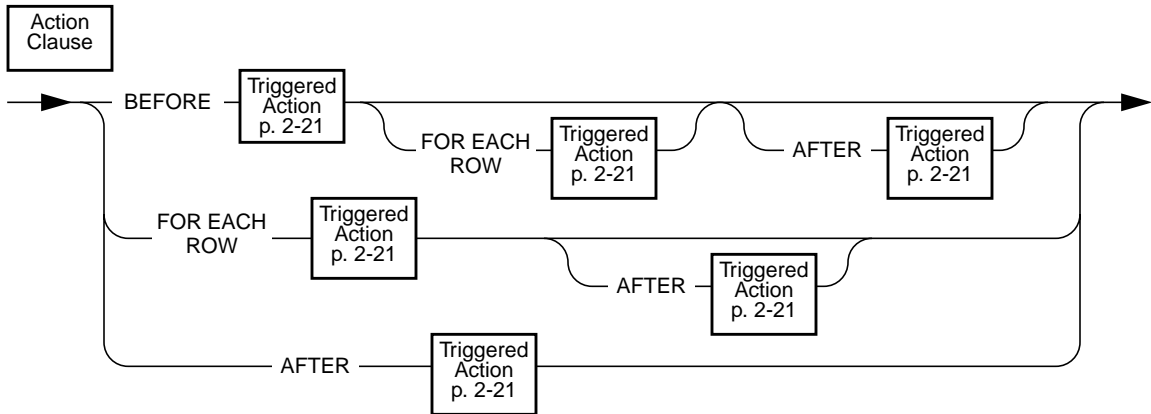 Action
Clause
BEFORE
Triggered
Action
p. 2-21
FOR EACH
ROW
Triggered
Action
p. 2-21
AFTER
Triggered
Action
p. 2-21
FOR EACH
ROW
Triggered
Action
p. 2-21
AFTER
Triggered
Action
p. 2-21
AFTER
Triggered
Action
p. 2-21